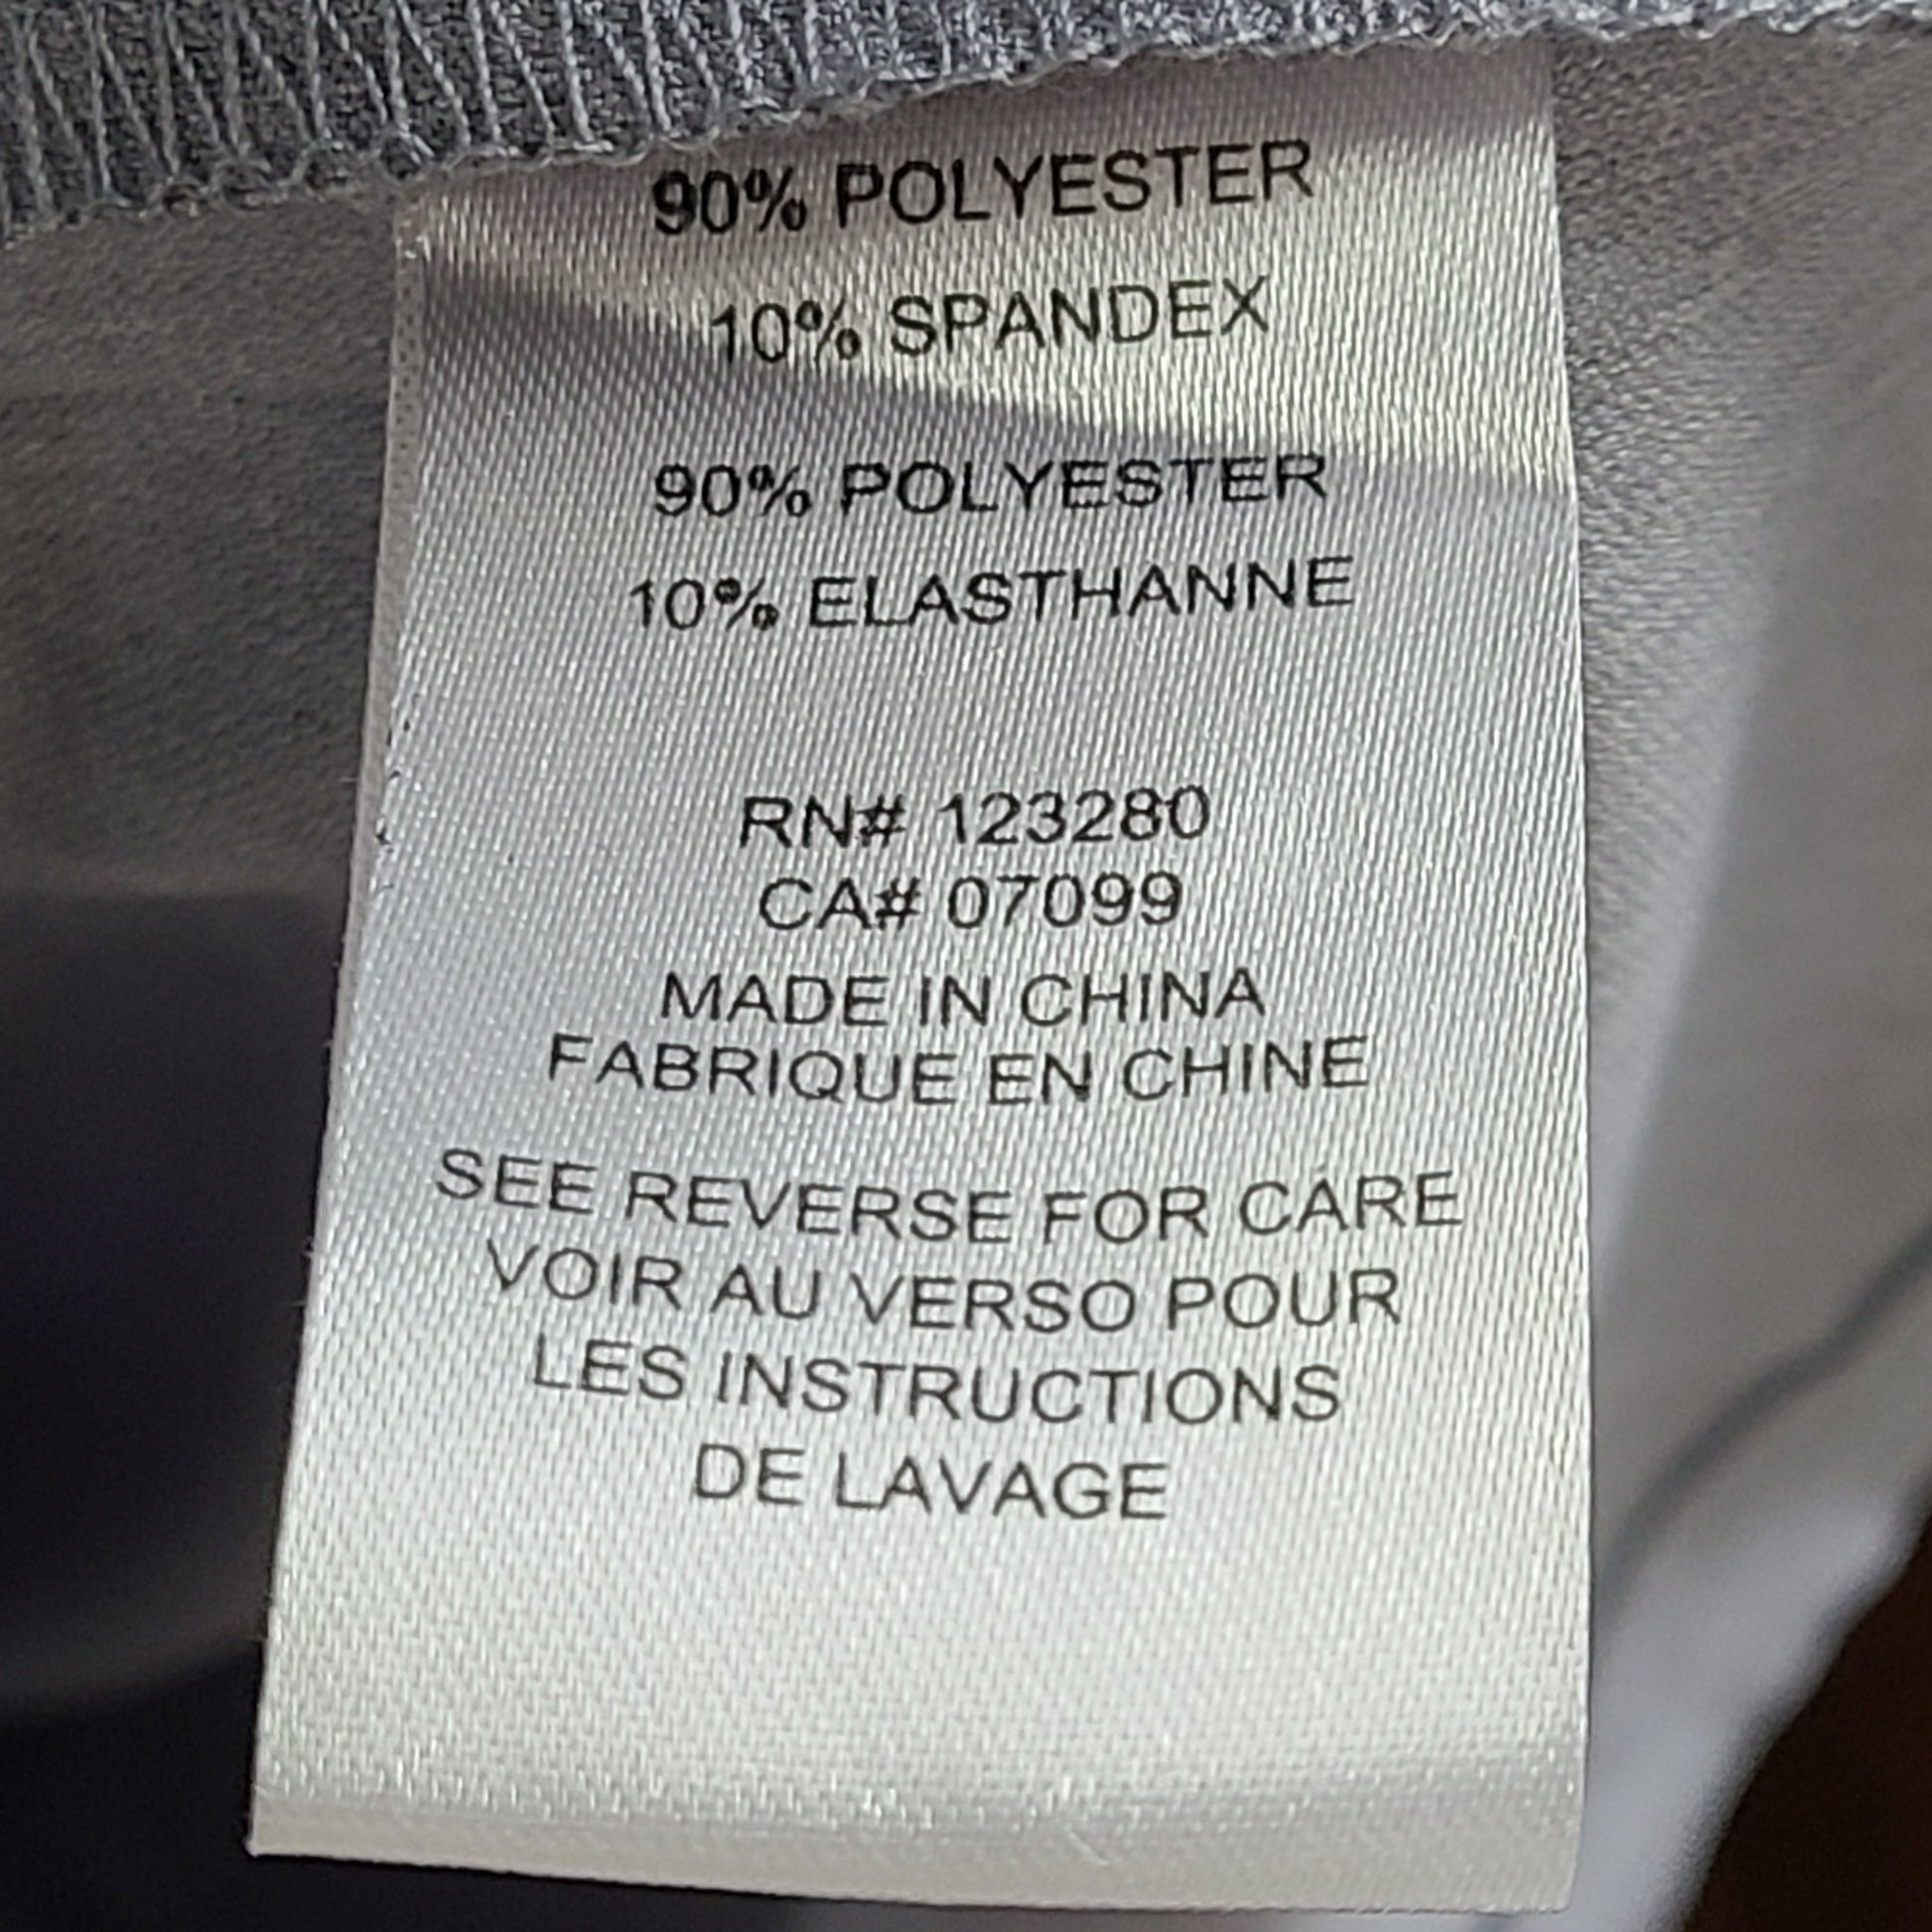 90% POLYESTER
10% SPANDEX
90% POLYESTER
10% ELASTHANNE
RN# 123280
CA# 07099
MADE IN CHINA
FABRIQUE EN CHINE
SEE REVERSE FOR CARE
VOIR AU VERSO POUR
LES INSTRUCTIONS
DE LAVAGE